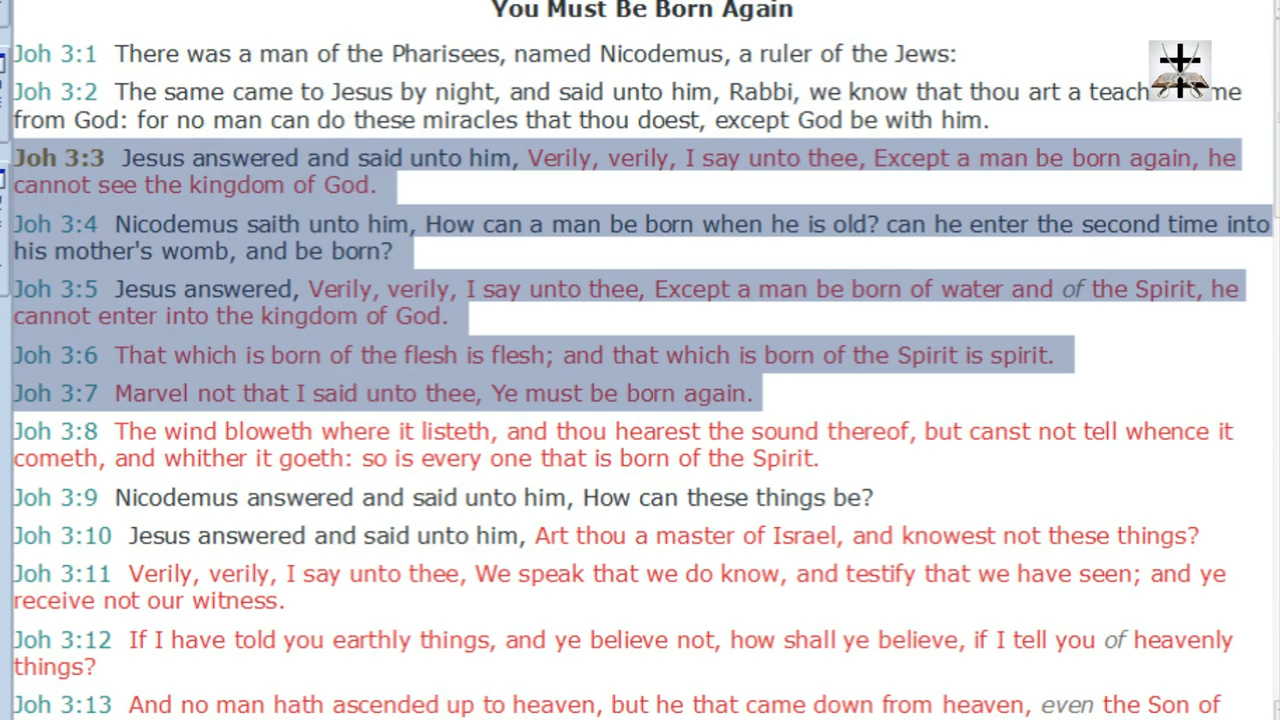 You Must Be Born Again
Joh 3:1 There was a man of the Pharisees, named Nicodemus, a ruler of the Jews:
Joh 3:2 The same came to Jesus by night, and said unto him, Rabbi, we know that thou art a teach me
from God: for no man can do these miracles that thou doest, except God be with him.
Joh 3:3 Jesus answered and said unto him, Verily, verily, I say unto thee, Except a man be born again, he
cannot see the kingdom of God.
Joh 3:4 Nicodemus saith unto him, How can a man be born when he is old? can he enter the second time into
his mother's womb, and be born?
Joh 3:5 Jesus answered, Verily, verily, I say unto thee, Except a man be born of water and of the Spirit, he
cannot enter into the kingdom of God.
Joh 3:6 That which is born of the flesh is flesh; and that which is born of the Spirit is spirit.
Joh 3:7 Marvel not that I said unto thee, Ye must be born again.
Joh 3:8 The wind bloweth where it listeth, and thou hearest the sound thereof, but canst not tell whence it
cometh, and whither it goeth: so is every one that is born of the Spirit.
Joh 3:9 Nicodemus answered and said unto him, How can these things be?
Joh 3:10 Jesus answered and said unto him, Art thou a master of Israel, and knowest not these things?
Joh 3:11 Verily, verily, I say unto thee, We speak that we do know, and testify that we have seen; and ye
receive not our witness.
Joh 3:12 If I have told you earthly things, and ye believe not, how shall ye believe, if I tell you of heavenly
things?
Joh 3:13 And no man hath ascended up to heaven, but he that came down from heaven, even the Son of